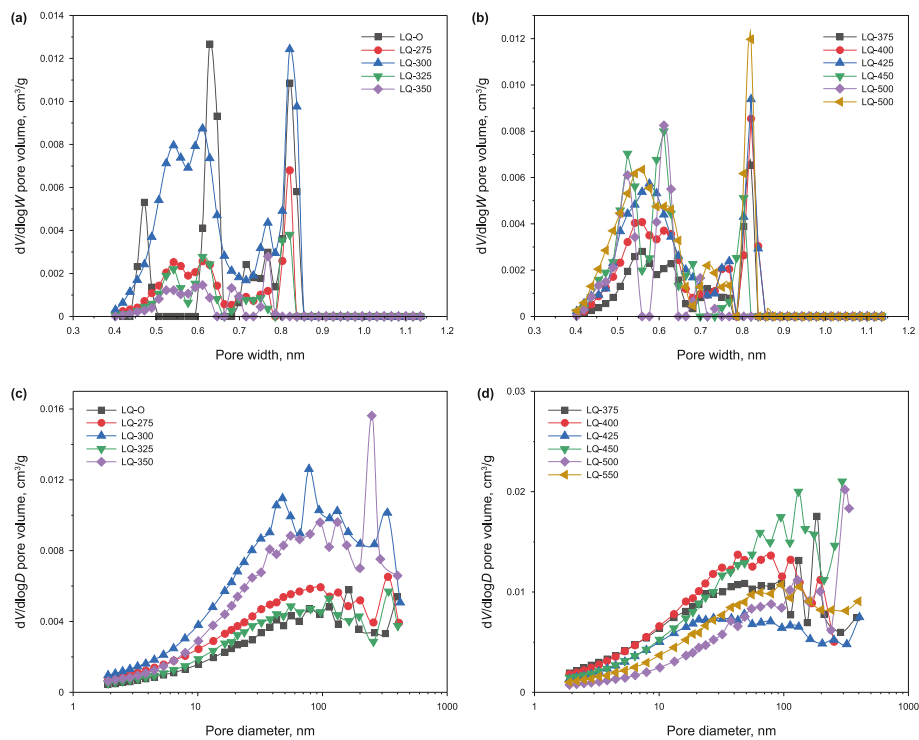 (a)
0.014
0.012
0.010
0.008
0.006
0.004
0.002
0
dV/dlogW pore volume, cm³/g
LQ-O
LQ-275
LQ-300
LQ-325
LQ-350
0.3 0.4 0.5 0.6 0.7 0.8 0.9 1.0 1.1 1.2
Pore width, nm
(b)
0.012
0.010
0.008
0.006
0.004
0.002
0
dV/dlogW pore volume, cm³/g
LQ-375
LQ-400
LQ-425
LQ-450
LQ-500
LQ-500
0.3 0.4 0.5 0.6 0.7 0.8 0.9 1.0 1.1 1.2
Pore width, nm
(c)
0.016
0.012
0.008
0.004
0
dV/dlogD pore volume, cm³/g
LQ-O
LQ-275
LQ-300
LQ-325
LQ-350
1 10 100 1000
Pore diameter, nm
(d)
0.03
0.02
0.01
0
dV/dlogD pore volume, cm³/g
LQ-375
LQ-400
LQ-425
LQ-450
LQ-500
LQ-550
1 10 100 1000
Pore diameter, nm